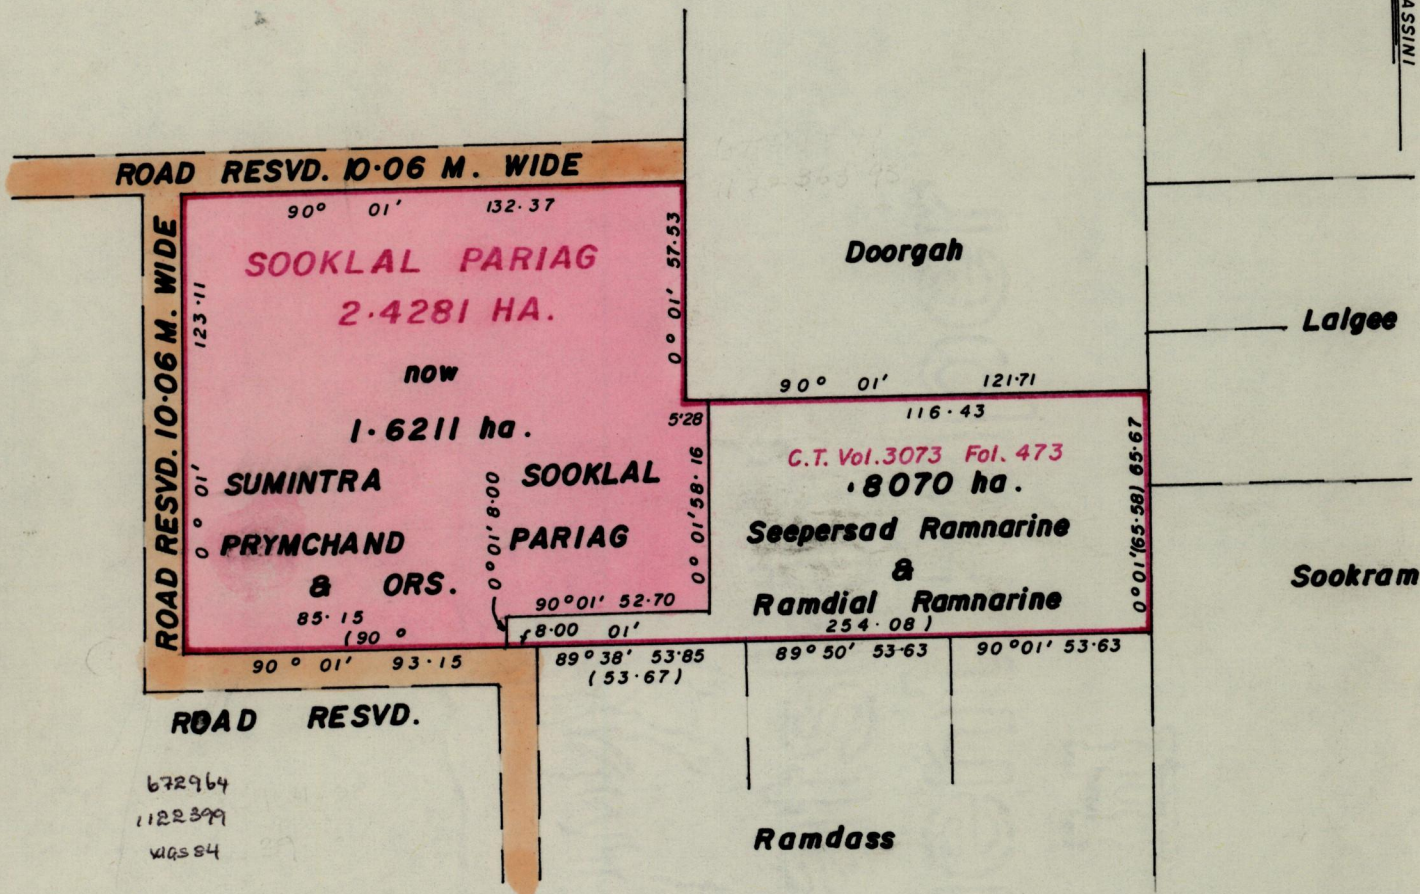 ASSINI
ROAD RESVD. 10·06 M. WIDE
90° 01' 132·37
ROAD RESVD. 10·06 M. WIDE
0° 01' 123·11
SOOKLAL PARIAG
2·4281 HA.
now
1·6211 ha.
0° 01' 57·53
Doorgah
Lalgee
90° 01' 121·71
5'28
116·43
SUMINTRA
PRYMCHAND
& ORS.
SOOKLAL
PARIAG
0° 01' 8·00
0° 01' 58·16
C.T. Vol.3073 Fol. 473
·8070 ha.
Seepersad Ramnarine
&
Ramdial Ramnarine
0° 01' (65·58) 65·67
Sookram
90°01' 52·70
85·15
(90° 01' 254·08)
8·00
90° 01' 93·15
89° 38' 53·85
(53·67)
89° 50' 53·63
90°01' 53·63
ROAD RESVD.
672964
1122399
WGS84
Ramdass